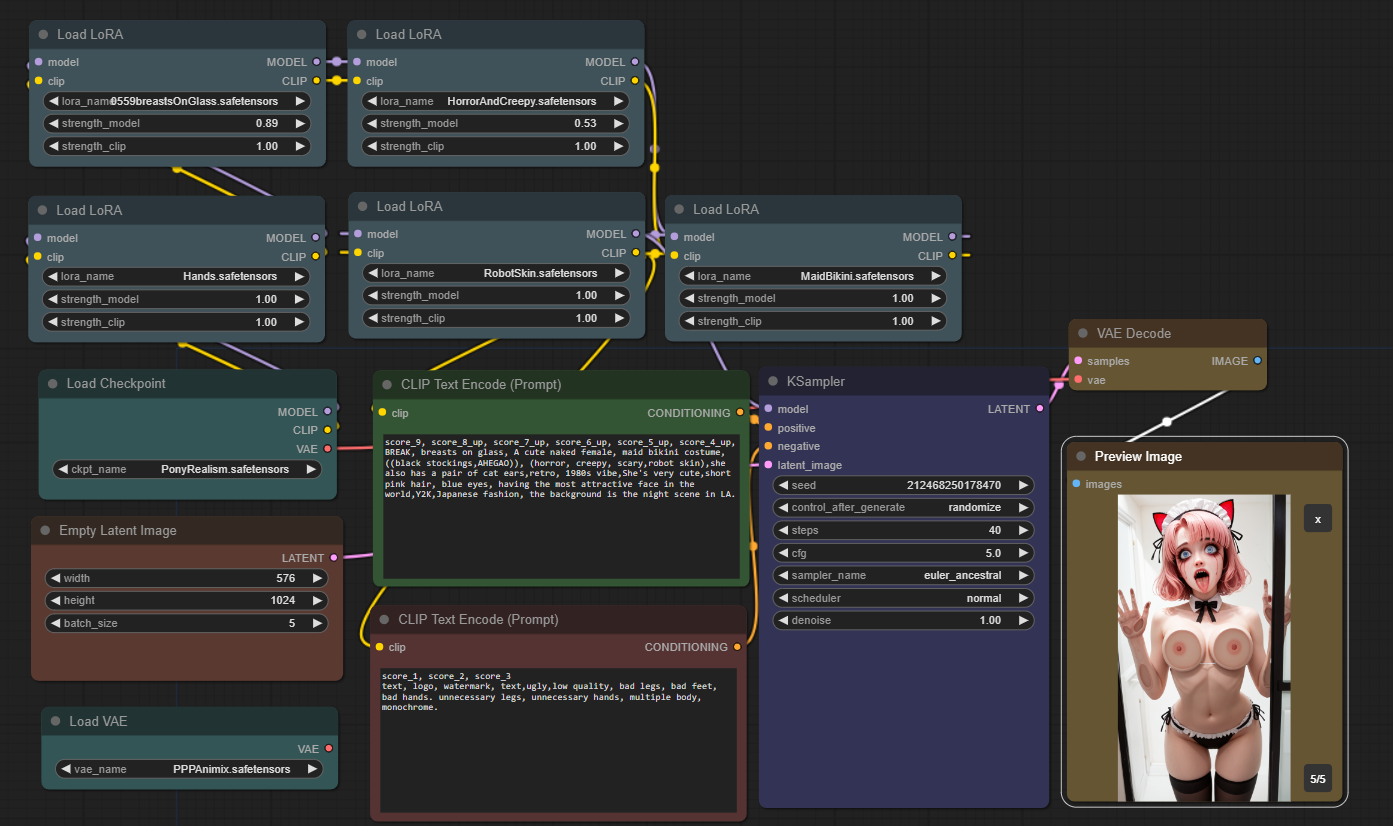 Load LoRA
model MODEL
clip CLIP
lora_name 0559breastsOnGlass.safetensors
strength_model 0.89
strength_clip 1.00
Load LoRA
model MODEL
clip CLIP
lora_name HorrorAndCreepy.safetensors
strength_model 0.53
strength_clip 1.00
Load LoRA
model MODEL
clip CLIP
lora_name Hands.safetensors
strength_model 1.00
strength_clip 1.00
Load LoRA
model MODEL
clip CLIP
lora_name RobotSkin.safetensors
strength_model 1.00
strength_clip 1.00
Load LoRA
model MODEL
clip CLIP
lora_name MaidBikini.safetensors
strength_model 1.00
strength_clip 1.00
Load Checkpoint
MODEL
CLIP
VAE
ckpt_name PonyRealism.safetensors
Empty Latent Image
LATENT
width 576
height 1024
batch_size 5
Load VAE
VAE
vae_name PPPAnimix.safetensors
CLIP Text Encode (Prompt)
clip CONDITIONING
score_9, score_8_up, score_7_up, score_6_up, score_5_up, score_4_up,
BREAK, breasts on glass, A cute naked female, maid bikini costume,
((black stockings,AHEGAO)), (horror, creepy, scary,robot skin),she
also has a pair of cat ears,retro, 1980s vibe,She's very cute,short
pink hair, blue eyes, having the most attractive face in the
world,Y2K,Japanese fashion, the background is the night scene in LA.
CLIP Text Encode (Prompt)
clip CONDITIONING
score_1, score_2, score_3
text, logo, watermark, text,ugly,low quality, bad legs, bad feet,
bad hands. unnecessary legs, unnecessary hands, multiple body,
monochrome.
KSampler
model LATENT
positive
negative
latent_image
seed 212468250178470
control_after_generate randomize
steps 40
cfg 5.0
sampler_name euler_ancestral
scheduler normal
denoise 1.00
VAE Decode
samples IMAGE
vae
Preview Image
images
x
5/5